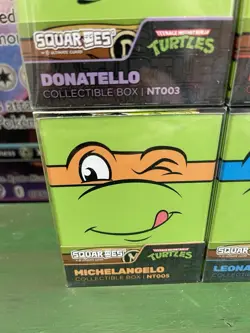 SQUAROES
TEENAGE MUTANT NINJA
TURTLES
DONATELLO
COLLECTIBLE BOX | NT003
SQUAROES
TEENAGE MUTANT NINJA
TURTLES
MICHELANGELO
COLLECTIBLE BOX | NT005
SQUAR
LEONA
COLLE